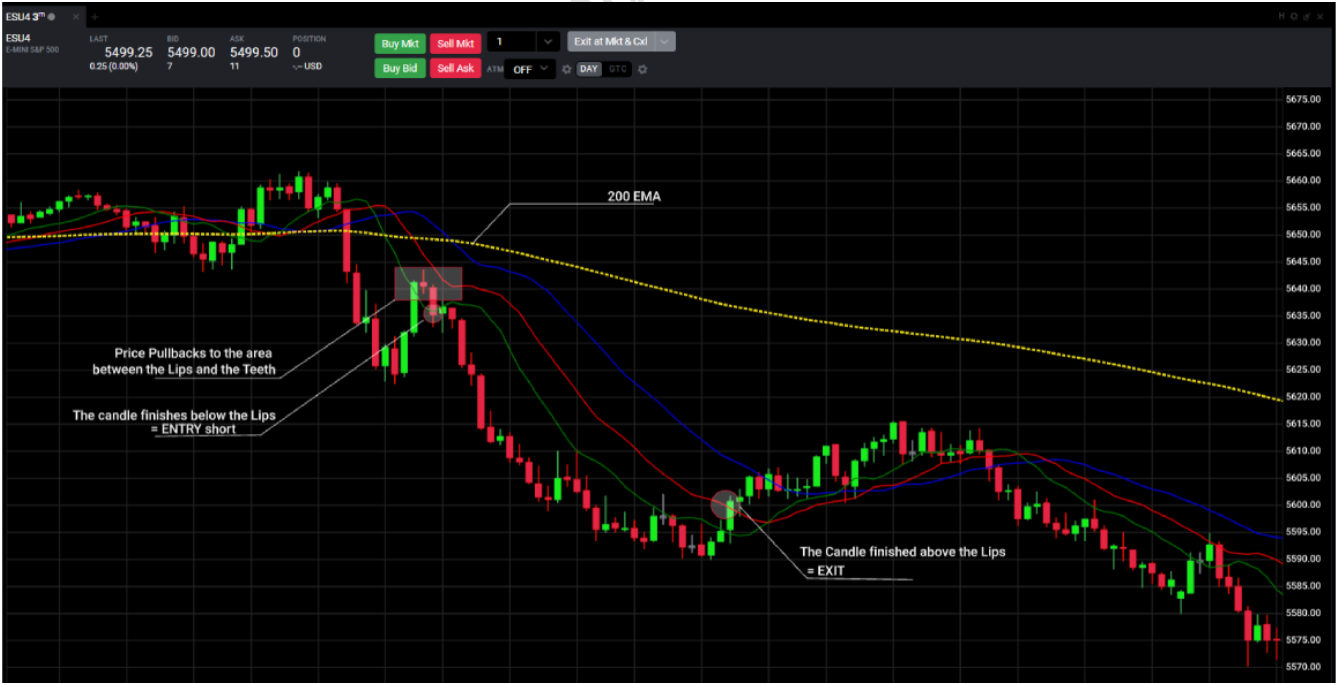 ESU4 3m × +
ESU4
E-MINI S&P 500
LAST BID ASK POSITION
5499.25 5499.00 5499.50 0
0.25 (0.00%) 7 11 -.-- USD
Buy Mkt Sell Mkt 1 Exit at Mkt & Cxl
Buy Bid Sell Ask ATM OFF DAY GTC
5675.00
5670.00
5665.00
5660.00
200 EMA
5655.00
5650.00
5645.00
5640.00
5635.00
5630.00
Price Pullbacks to the area
between the Lips and the Teeth
5625.00
5620.00
The candle finishes below the Lips
= ENTRY short
5615.00
5610.00
5605.00
5600.00
5595.00
The Candle finished above the Lips
= EXIT
5590.00
5585.00
5580.00
5575.00
5570.00